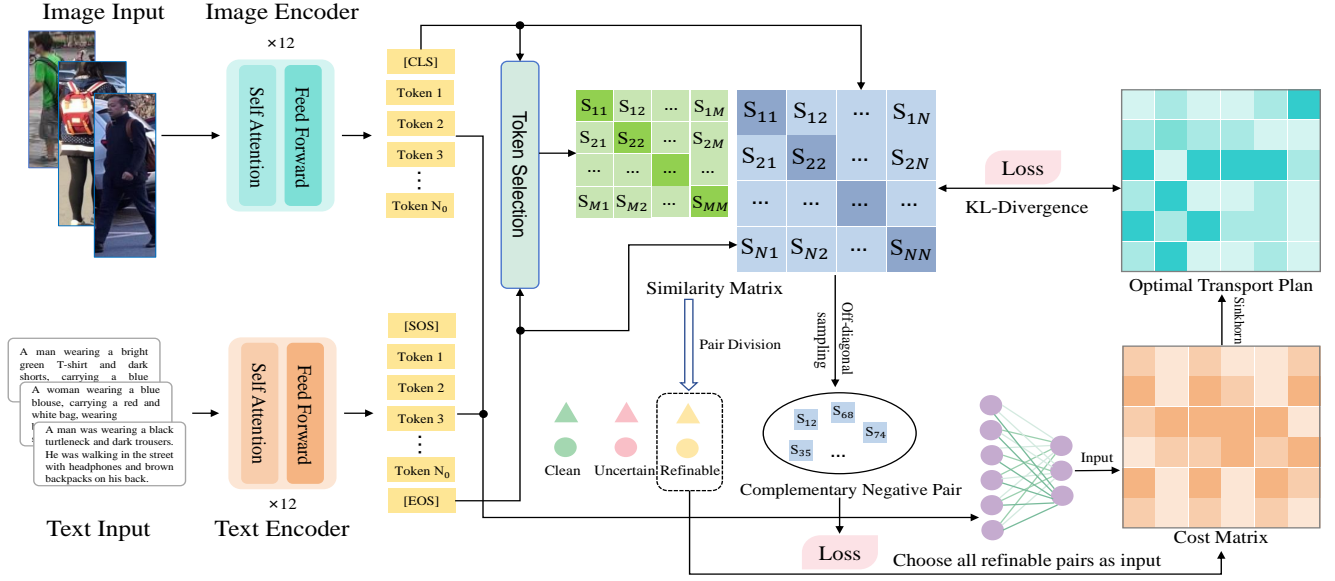 Image Input
Image Encoder
×12
Self Attention
Feed Forward
[CLS]
Token 1
Token 2
Token 3
⋮
Token N₀
Token Selection
S₁₁ S₁₂ ... S₁M
S₂₁ S₂₂ ... S₂M
... ... ... ...
SM₁ SM₂ ... SMM
S₁₁ S₁₂ ... S₁N
S₂₁ S₂₂ ... S₂N
... ... ... ...
SN₁ SN₂ ... SNN
Similarity Matrix
Loss
KL-Divergence
Optimal Transport Plan
Sinkhorn
A man wearing a bright
green T-shirt and dark
shorts, carrying a blue
A woman wearing a blue
blouse, carrying a red and
white bag, wearing
A man was wearing a black
turtleneck and dark trousers.
He was walking in the street
with headphones and brown
backpacks on his back.
Text Input
Self Attention
Feed Forward
×12
Text Encoder
[SOS]
Token 1
Token 2
Token 3
⋮
Token N₀
[EOS]
Pair Division
Clean
Uncertain
Refinable
Off-diagonal
sampling
S₁₂
S₆₈
S₇₄
S₃₅
...
Complementary Negative Pair
Loss
Input
Cost Matrix
Choose all refinable pairs as input